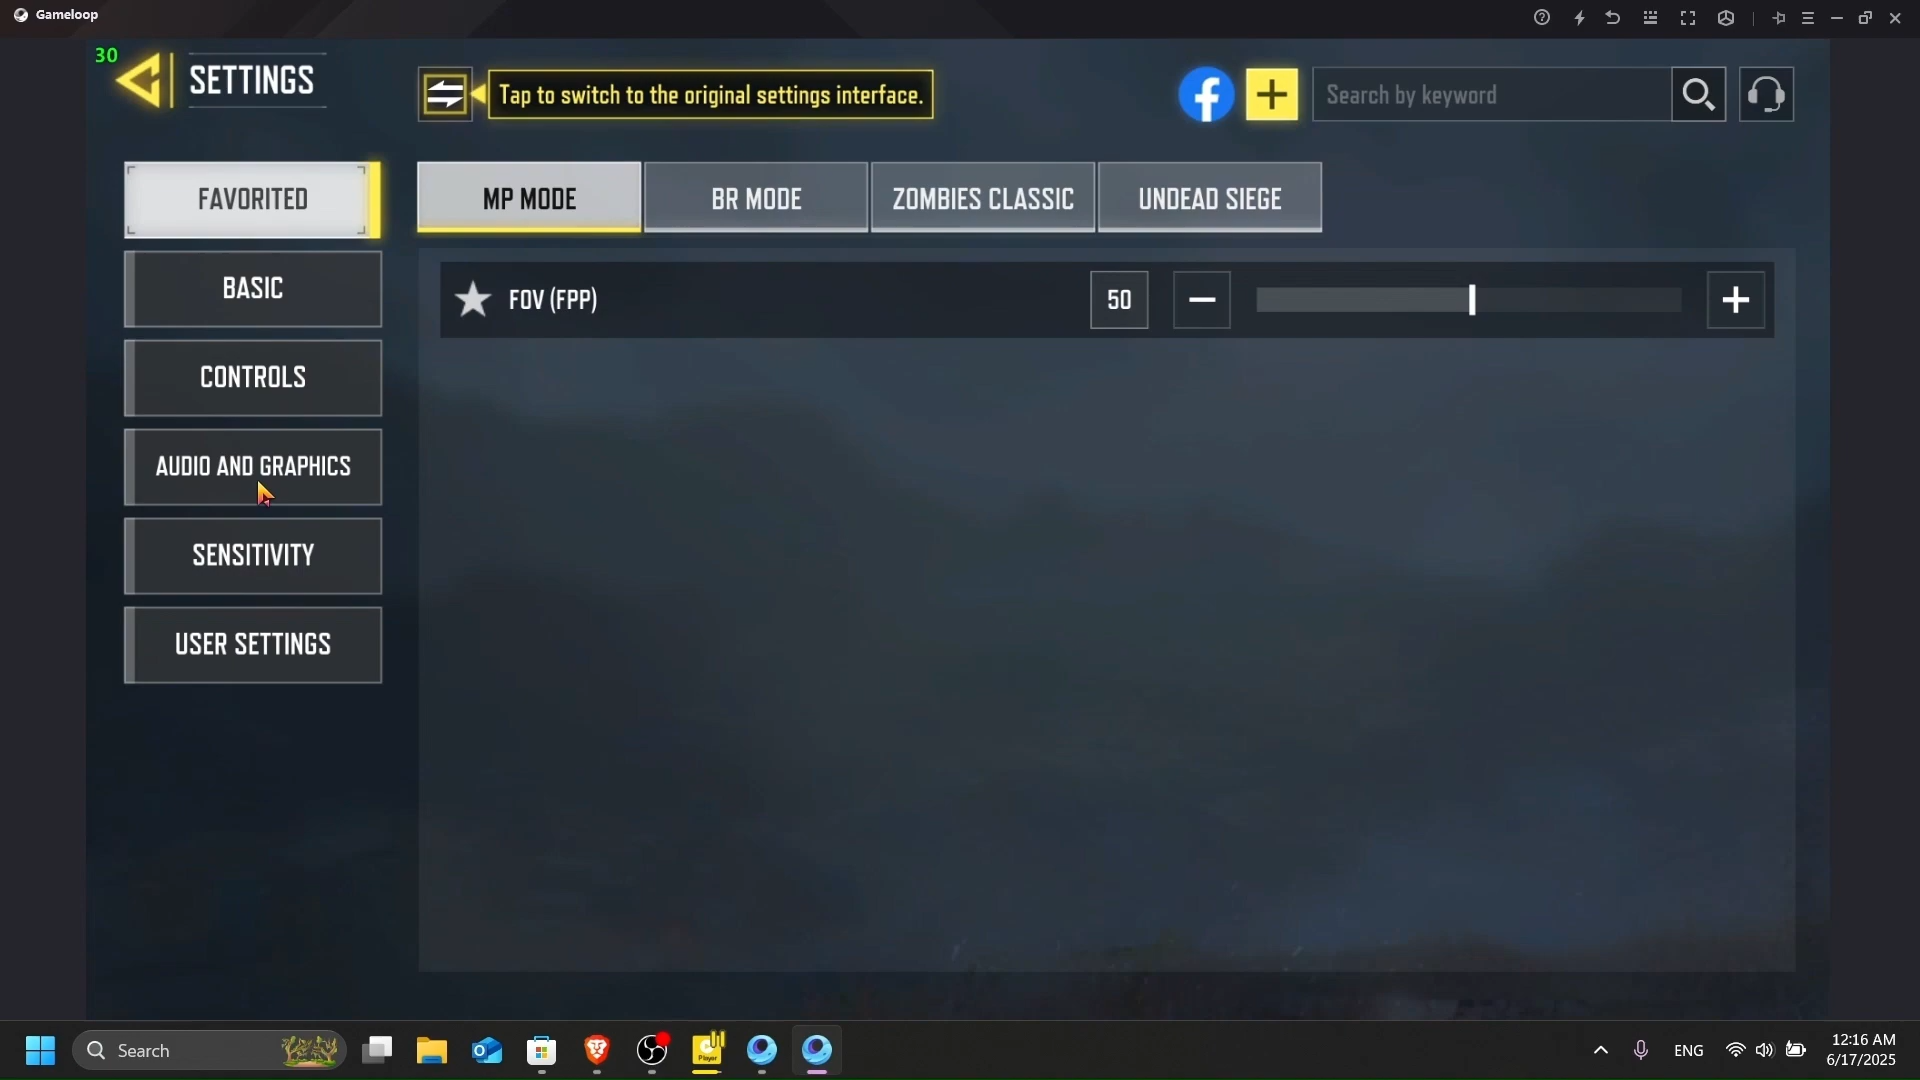 Gameloop
30
SETTINGS
Tap to switch to the original settings interface.
Search by keyword
FAVORITED
BASIC
CONTROLS
AUDIO AND GRAPHICS
SENSITIVITY
USER SETTINGS
MP MODE
BR MODE
ZOMBIES CLASSIC
UNDEAD SIEGE
FOV (FPP)
50
Search
Player
ENG
12:16 AM
6/17/2025